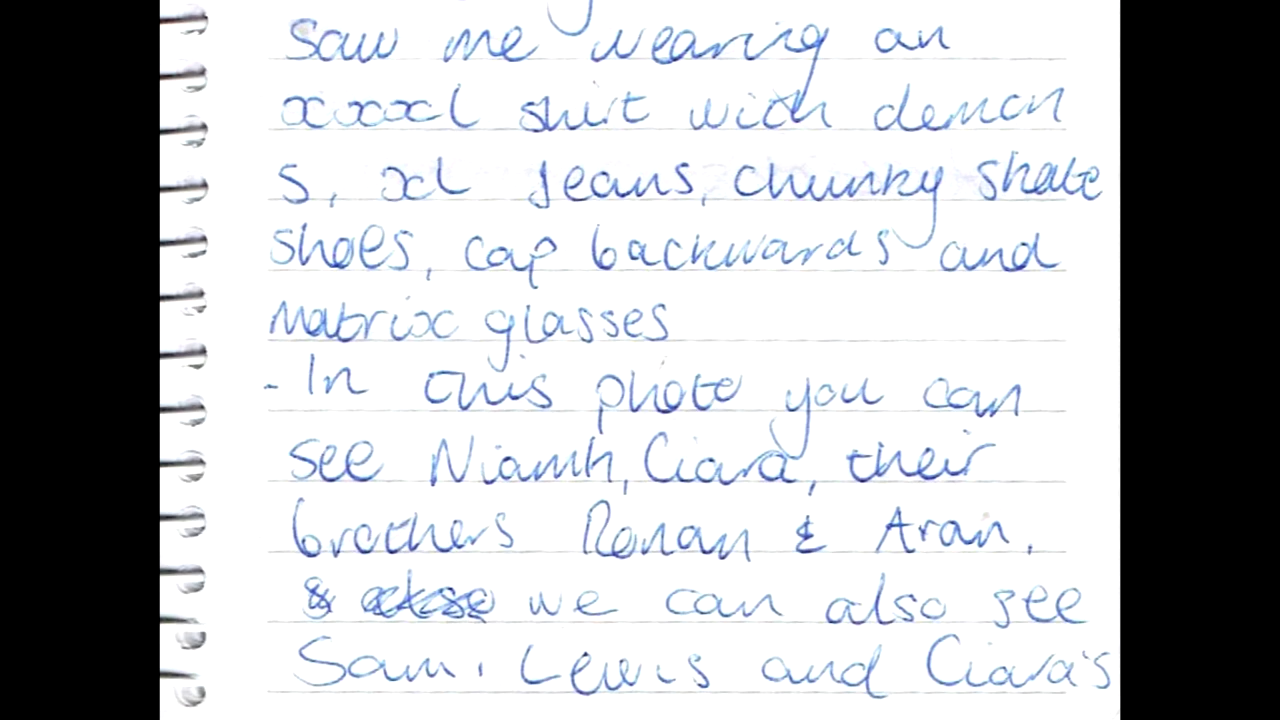 saw me wearing an
xxxl shirt with demon
s, xl jeans, chunky skate
shoes, cap backwards and
Matrix glasses
- In this photo you can
see Niamh, Ciara, their
brothers Ronan & Aran.
& we can also see
Sam, Lewis and Ciara's